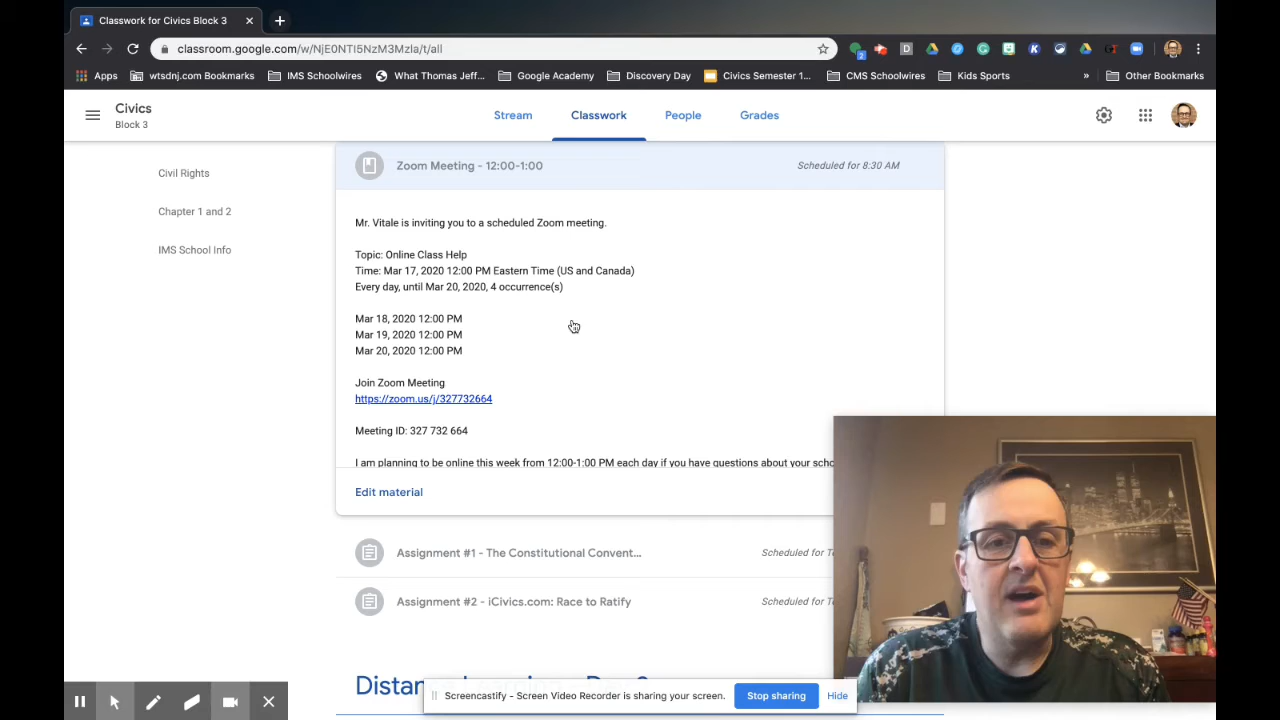 Classwork for Civics Block 3
classroom.google.com/w/NjE0NTI5NzM3Mzla/t/all
Apps
wtsdnj.com Bookmarks
IMS Schoolwires
What Thomas Jeff...
Google Academy
Discovery Day
Civics Semester 1...
CMS Schoolwires
Kids Sports
»
Other Bookmarks
Civics
Block 3
Stream
Classwork
People
Grades
Civil Rights
Chapter 1 and 2
IMS School Info
Zoom Meeting - 12:00-1:00
Scheduled for 8:30 AM
Mr. Vitale is inviting you to a scheduled Zoom meeting.
Topic: Online Class Help
Time: Mar 17, 2020 12:00 PM Eastern Time (US and Canada)
Every day, until Mar 20, 2020, 4 occurrence(s)
Mar 18, 2020 12:00 PM
Mar 19, 2020 12:00 PM
Mar 20, 2020 12:00 PM
Join Zoom Meeting
https://zoom.us/j/327732664
Meeting ID: 327 732 664
I am planning to be online this week from 12:00-1:00 PM each day if you have questions about your
Edit material
Assignment #1 - The Constitutional Convent...
Scheduled for
Assignment #2 - iCivics.com: Race to Ratify
Scheduled for
Screencastify - Screen Video Recorder is sharing your screen.
Stop sharing
Hide